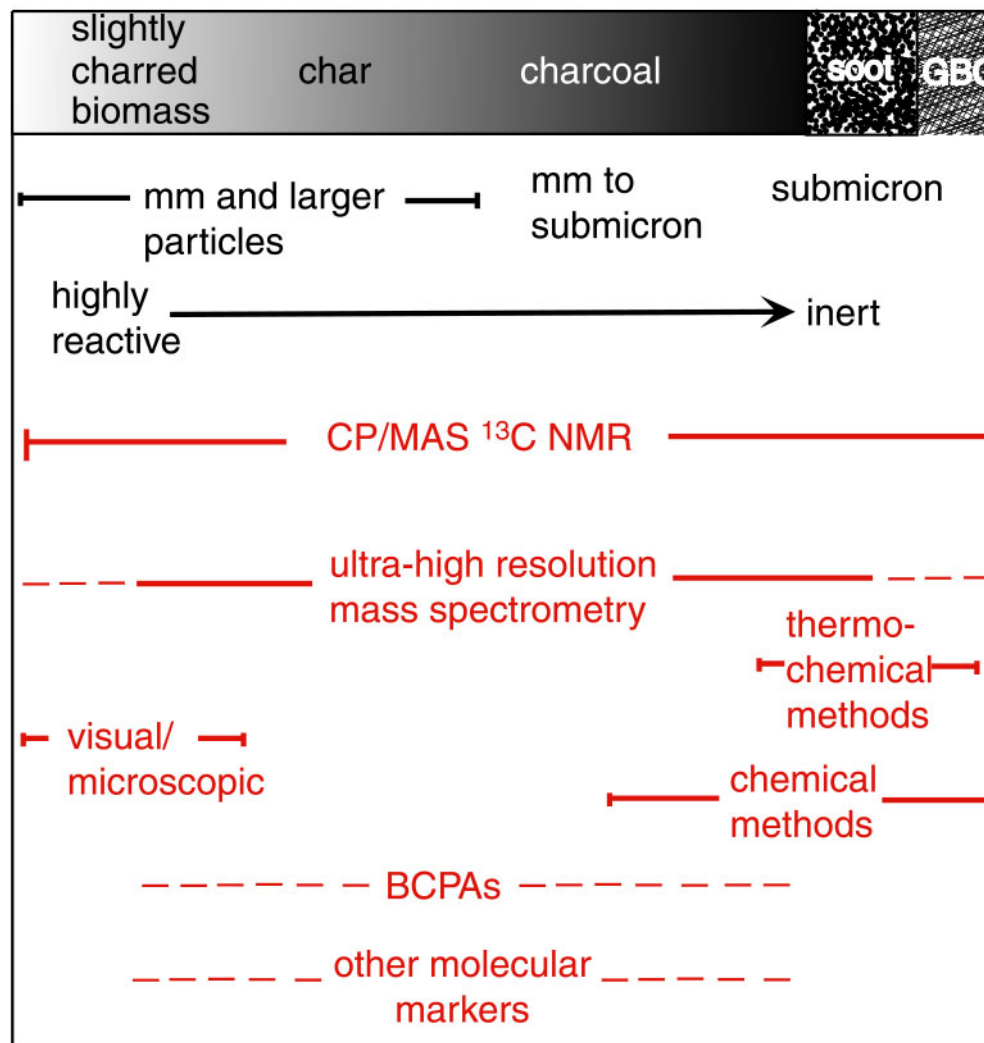 slightly
charred
biomass
char
charcoal
soot
GBC
mm and larger
particles
mm to
submicron
submicron
highly
reactive
inert
CP/MAS ¹³C NMR
ultra-high resolution
mass spectrometry
thermo-
chemical
methods
visual/
microscopic
chemical
methods
BCPAs
other molecular
markers